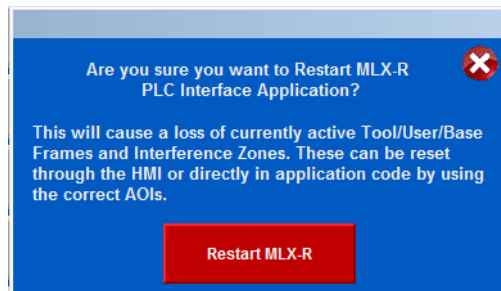 Are you sure you want to Restart MLX-R
PLC Interface Application?
This will cause a loss of currently active Tool/User/Base
Frames and Interference Zones. These can be reset
through the HMI or directly in application code by using
the correct AOIs.
Restart MLX-R